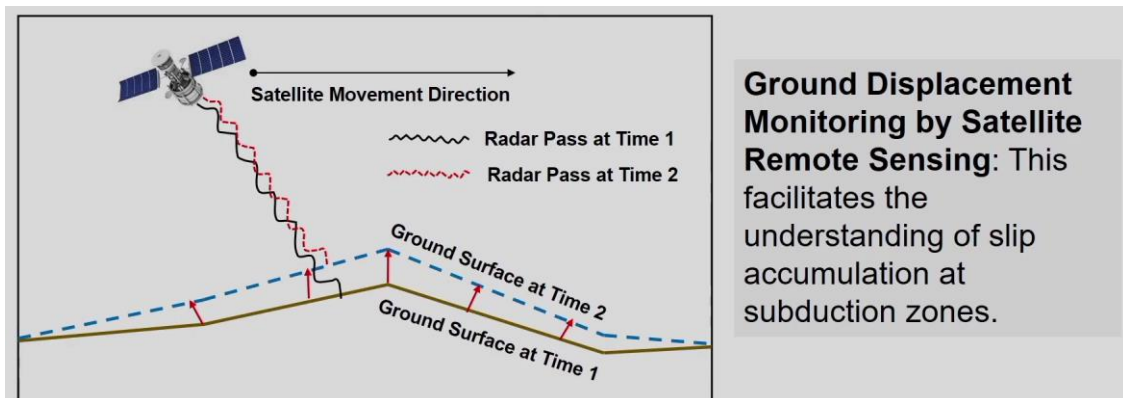 Satellite Movement Direction
Radar Pass at Time 1
Radar Pass at Time 2
Ground Surface at Time 2
Ground Surface at Time 1
Ground Displacement
Monitoring by Satellite
Remote Sensing: This
facilitates the
understanding of slip
accumulation at
subduction zones.